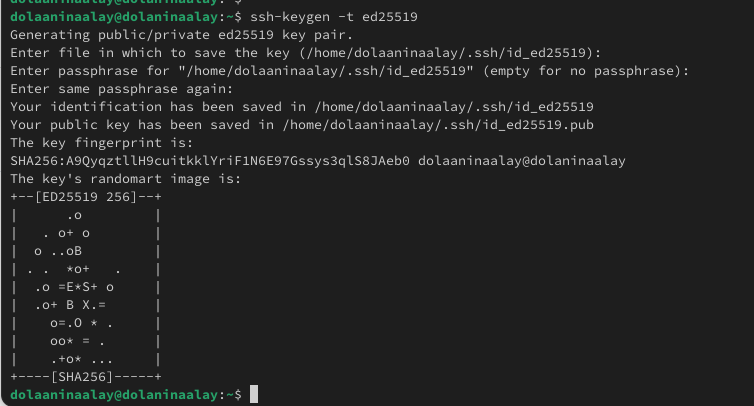 dolaaninaalay@dolaninaalay:~$ ssh-keygen -t ed25519
Generating public/private ed25519 key pair.
Enter file in which to save the key (/home/dolaaninaalay/.ssh/id_ed25519):
Enter passphrase for "/home/dolaaninaalay/.ssh/id_ed25519" (empty for no passphrase):
Enter same passphrase again:
Your identification has been saved in /home/dolaaninaalay/.ssh/id_ed25519
Your public key has been saved in /home/dolaaninaalay/.ssh/id_ed25519.pub
The key fingerprint is:
SHA256:A9QyqztllH9cuitkklYriF1N6E97Gssys3qlS8JAeb0 dolaaninaalay@dolaninaalay
The key's randomart image is:
+--[ED25519 256]--+
|      .o         |
|   . o+ o        |
|  o ..oB         |
| . .  *o+   .    |
|  .o =E*S+ o     |
|  .o+ B X.=      |
|    o=.O * .     |
|    oo* = .      |
|    .+o* ...     |
+----[SHA256]-----+
dolaaninaalay@dolaninaalay:~$